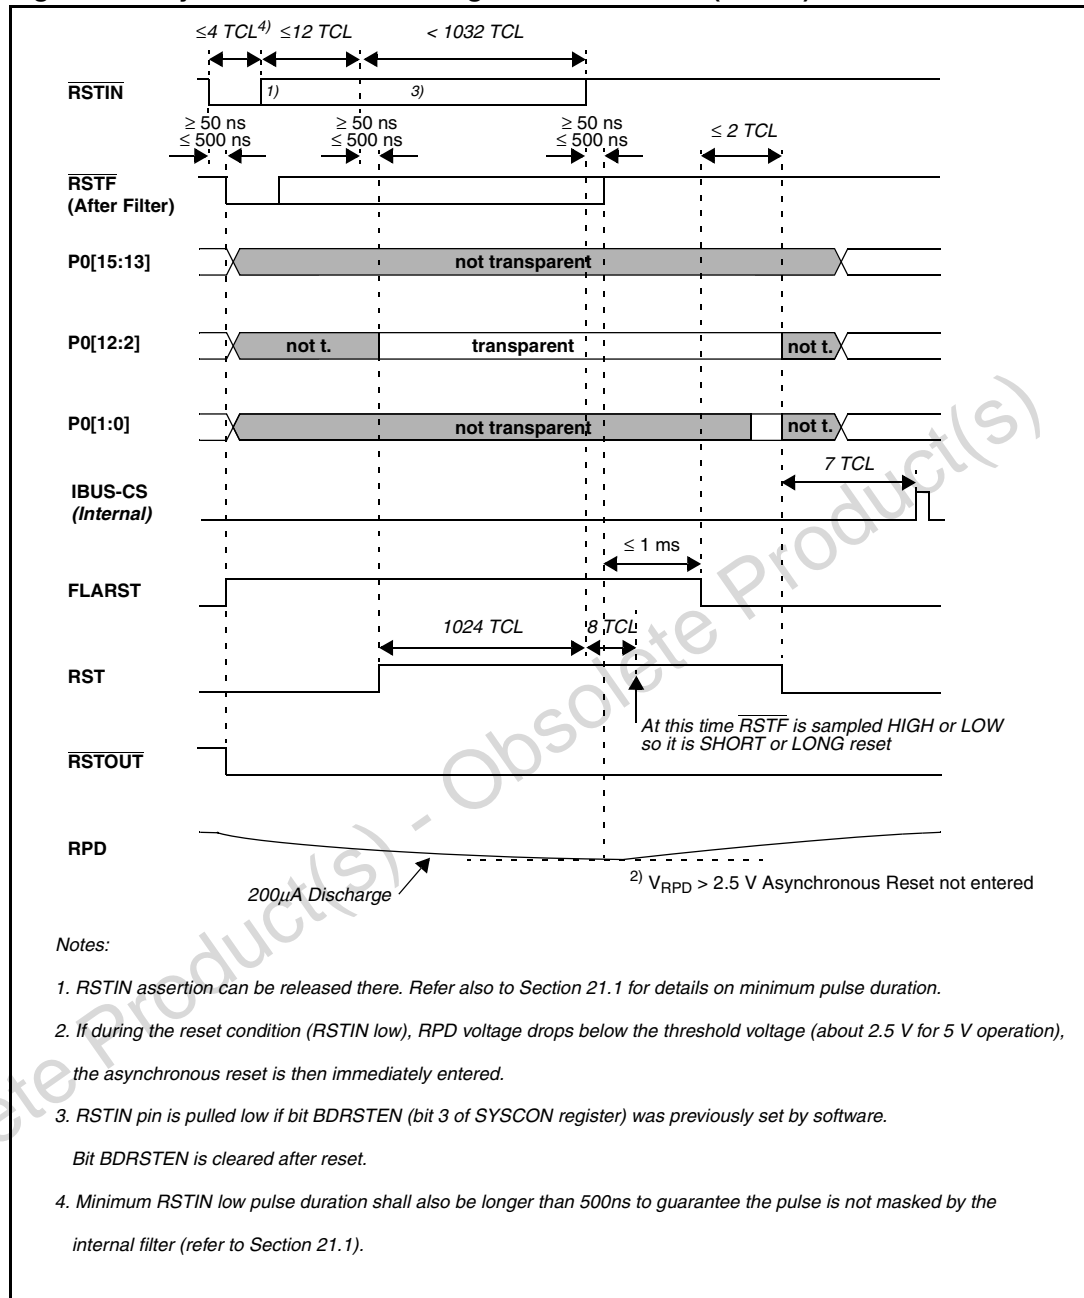 ≤4 TCL4) ≤12 TCL < 1032 TCL
RSTIN 1) 3)
≥ 50 ns ≥ 50 ns ≥ 50 ns
≤ 500 ns ≤ 500 ns ≤ 500 ns ≤ 2 TCL
RSTF
(After Filter)
P0[15:13] not transparent
P0[12:2] not t. transparent not t.
P0[1:0] not transparent not t.
7 TCL
IBUS-CS
(Internal)
≤ 1 ms
FLARST
1024 TCL 8 TCL
RST
At this time RSTF is sampled HIGH or LOW
so it is SHORT or LONG reset
RSTOUT
RPD
200μA Discharge
2) VRPD > 2.5 V Asynchronous Reset not entered
Notes:
1. RSTIN assertion can be released there. Refer also to Section 21.1 for details on minimum pulse duration.
2. If during the reset condition (RSTIN low), RPD voltage drops below the threshold voltage (about 2.5 V for 5 V operation),
the asynchronous reset is then immediately entered.
3. RSTIN pin is pulled low if bit BDRSTEN (bit 3 of SYSCON register) was previously set by software.
Bit BDRSTEN is cleared after reset.
4. Minimum RSTIN low pulse duration shall also be longer than 500ns to guarantee the pulse is not masked by the
internal filter (refer to Section 21.1).
ete Product(s) - Obsolete Product(s)